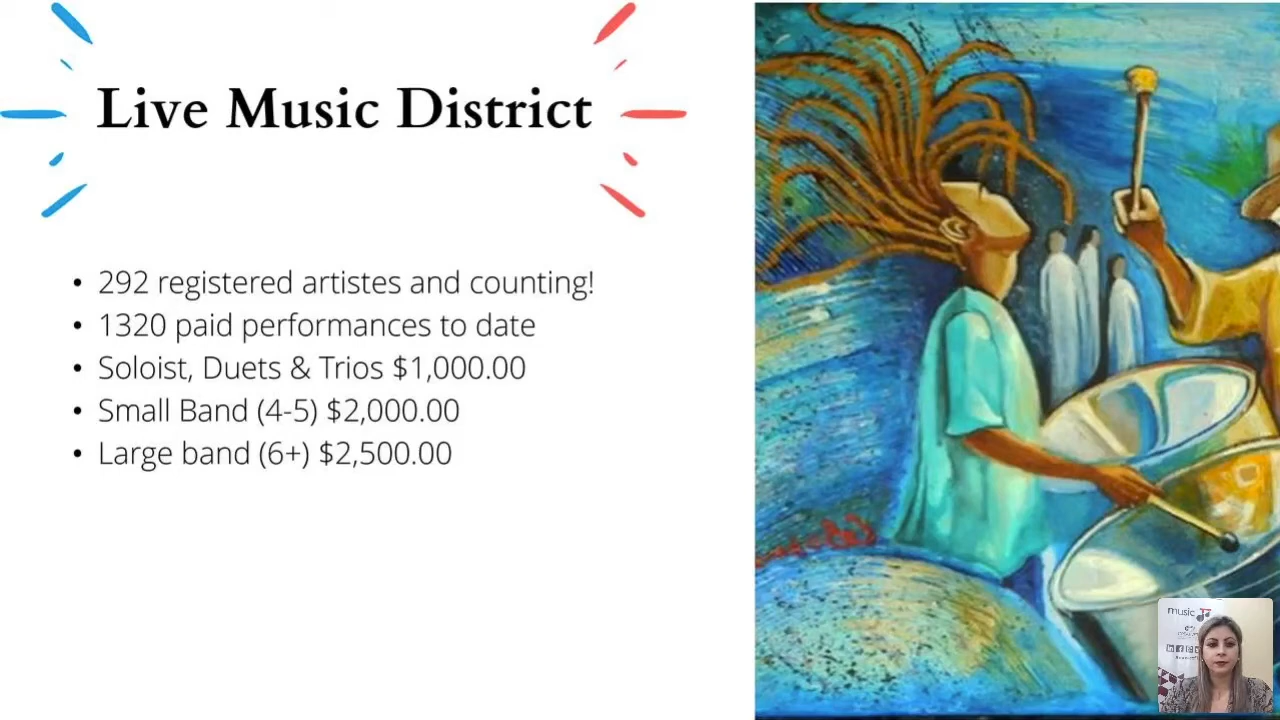 Live Music District
• 292 registered artistes and counting!
• 1320 paid performances to date
• Soloist, Duets & Trios $1,000.00
• Small Band (4-5) $2,000.00
• Large band (6+) $2,500.00
music